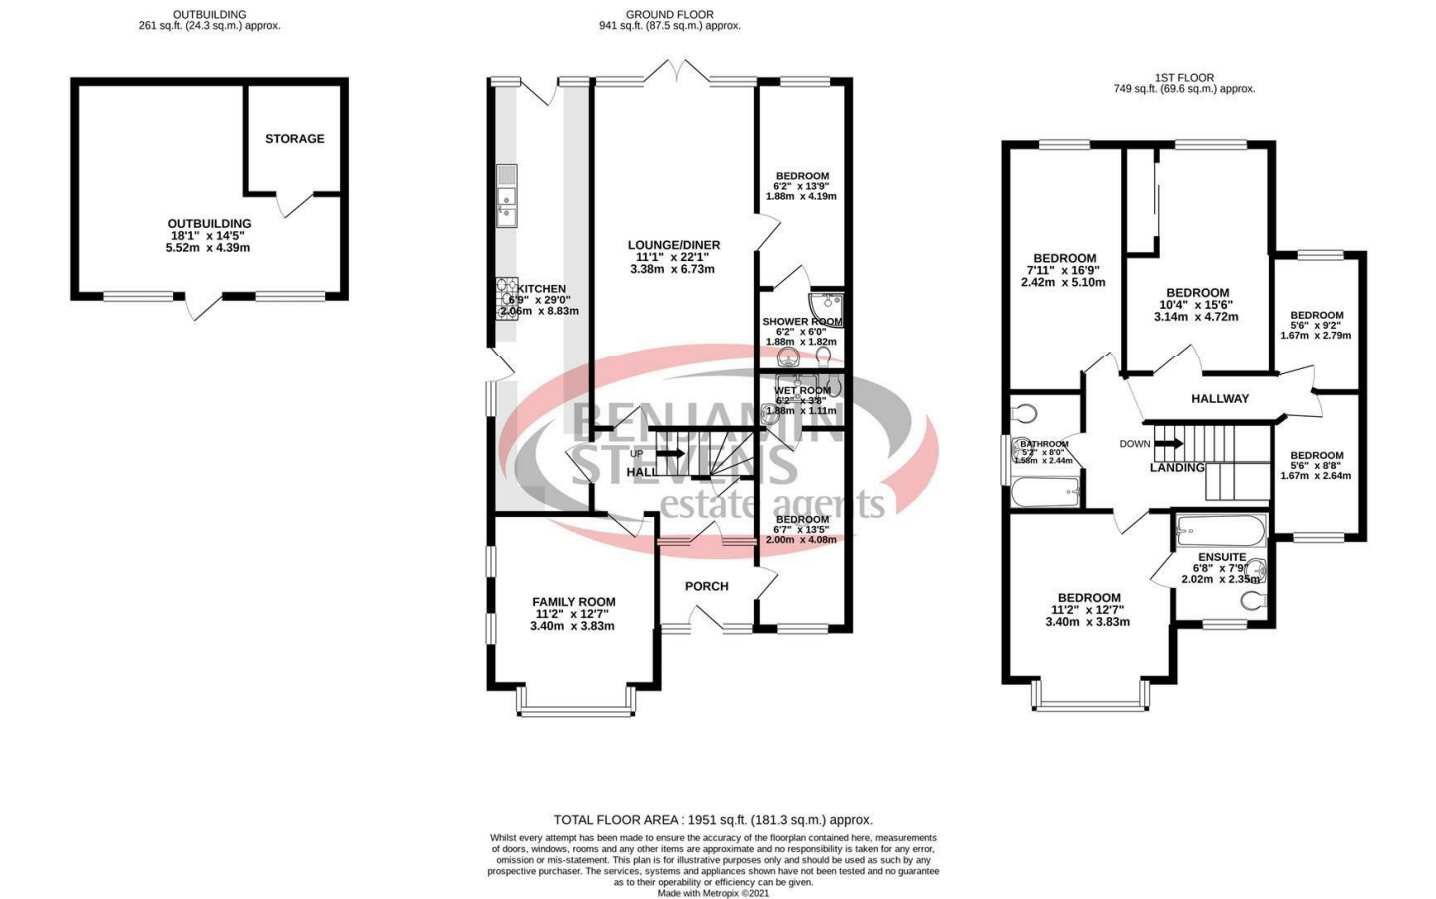 OUTBUILDING
261 sq.ft. (24.3 sq.m.) approx.
STORAGE
OUTBUILDING
18'1" x 14'5"
5.52m x 4.39m
GROUND FLOOR
941 sq.ft. (87.5 sq.m.) approx.
BEDROOM
6'2" x 13'9"
1.88m x 4.19m
LOUNGE/DINER
11'1" x 22'1"
3.38m x 6.73m
KITCHEN
6'9" x 29'0"
2.06m x 8.83m
SHOWER ROOM
6'2" x 6'0"
1.88m x 1.82m
WET ROOM
6'2" x 3'8"
1.88m x 1.11m
BENJAMIN
STEVENS
estate agents
UP
HALL
BEDROOM
6'7" x 13'5"
2.00m x 4.08m
PORCH
FAMILY ROOM
11'2" x 12'7"
3.40m x 3.83m
1ST FLOOR
749 sq.ft. (69.6 sq.m.) approx.
BEDROOM
7'11" x 16'9"
2.42m x 5.10m
BEDROOM
10'4" x 15'6"
3.14m x 4.72m
BEDROOM
5'6" x 9'2"
1.67m x 2.79m
HALLWAY
BATHROOM
5'2" x 8'0"
1.58m x 2.44m
DOWN
LANDING
BEDROOM
5'6" x 8'8"
1.67m x 2.64m
ENSUITE
6'8" x 7'9"
2.02m x 2.35m
BEDROOM
11'2" x 12'7"
3.40m x 3.83m
TOTAL FLOOR AREA : 1951 sq.ft. (181.3 sq.m.) approx.
Whilst every attempt has been made to ensure the accuracy of the floorplan contained here, measurements
of doors, windows, rooms and any other items are approximate and no responsibility is taken for any error,
omission or mis-statement. This plan is for illustrative purposes only and should be used as such by any
prospective purchaser. The services, systems and appliances shown have not been tested and no guarantee
as to their operability or efficiency can be given.
Made with Metropix ©2021